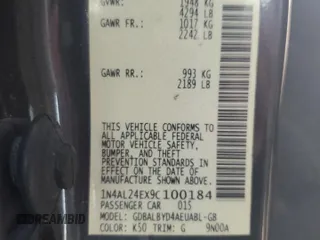 GVWR: 1948 KG
4294 LB
GAWR FR.: 1017 KG
2242 LB
GAWR RR.: 993 KG
2189 LB
THIS VEHICLE CONFORMS TO
ALL APPLICABLE FEDERAL
MOTOR VEHICLE SAFETY, BUMPER,
AND THEFT PREVENTION
STANDARDS IN EFFECT ON THE
DATE OF MANUFACTURE
SHOWN ABOVE.
1N4AL24EX9C100184
PASSENGER CAR 015
MODEL: GDBALBYD4AEUABL-GB
COLOR: K50 TRIM: G 9N00A
DREAMBID